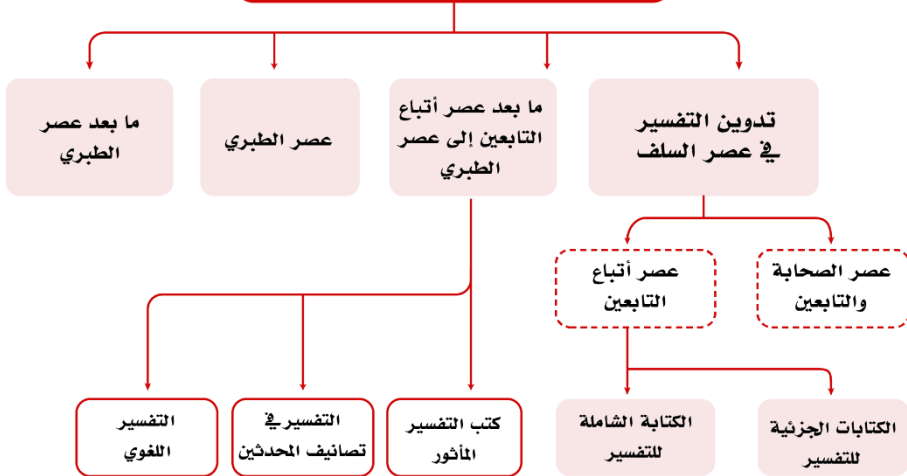 تدوين التفسير
في عصر السلف
ما بعد عصر أتباع
التابعين إلى عصر
الطبري
عصر الطبري
ما بعد عصر
الطبري
عصر الصحابة
والتابعين
عصر أتباع
التابعين
الكتابات الجزئية
للتفسير
الكتابة الشاملة
للتفسير
كتب التفسير
المأثور
التفسير في
تصانيف المحدثين
التفسير
اللغوي